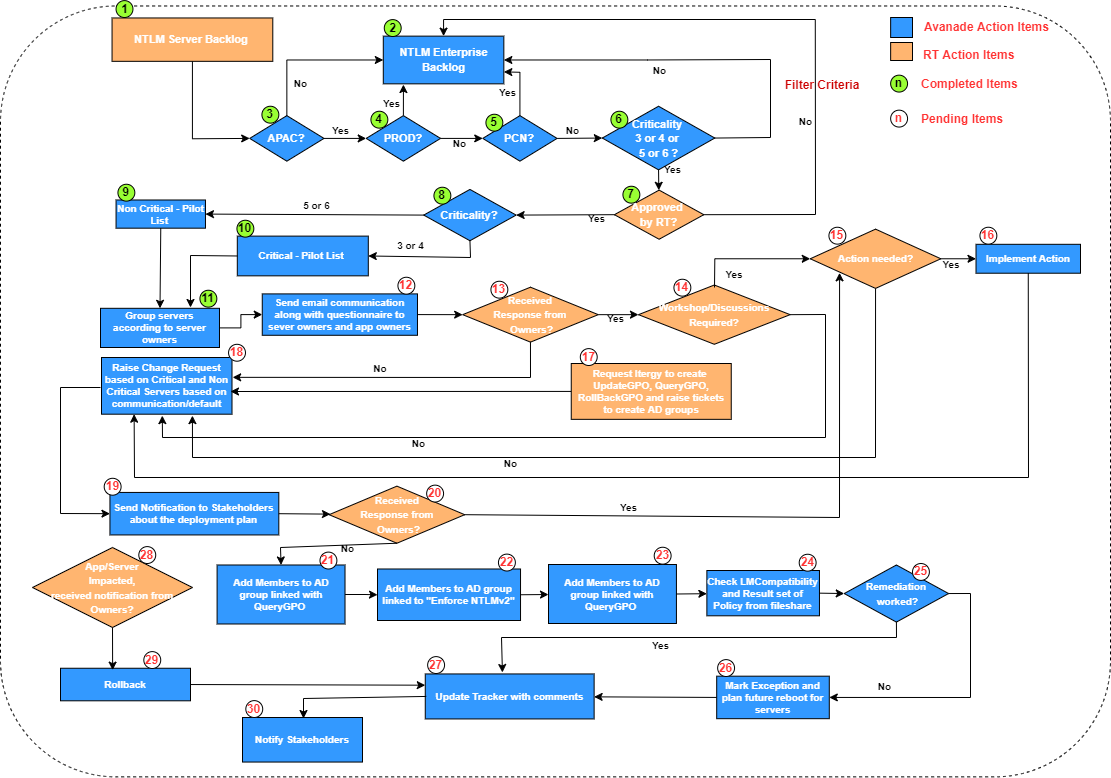 1
NTLM Server Backlog
2
NTLM Enterprise
Backlog
Avanade Action Items
RT Action Items
n
Completed Items
n
Pending Items
Filter Criteria
No
Yes
Yes
No
No
3
APAC?
Yes
4
PROD?
No
5
PCN?
No
6
Criticality
3 or 4 or
5 or 6 ?
Yes
7
Approved
by RT?
Yes
8
Criticality?
5 or 6
3 or 4
9
Non Critical - Pilot
List
10
Critical - Pilot List
11
Group servers
according to server
owners
12
Send email communication
along with questionnaire to
sever owners and app owners
13
Received
Response from
Owners?
Yes
14
Workshop/Discussions
Required?
Yes
15
Action needed?
Yes
16
Implement Action
No
17
Request Itergy to create
UpdateGPO, QueryGPO,
RollBackGPO and raise tickets
to create AD groups
18
Raise Change Request
based on Critical and Non
Critical Servers based on
communication/default
No
No
19
Send Notification to Stakeholders
about the deployment plan
20
Received
Response from
Owners?
Yes
No
21
Add Members to AD
group linked with
QueryGPO
22
Add Members to AD group
linked to "Enforce NTLMv2"
23
Add Members to AD
group linked with
QueryGPO
24
Check LMCompatibility
and Result set of
Policy from fileshare
25
Remediation
worked?
Yes
No
26
Mark Exception and
plan future reboot for
servers
27
Update Tracker with comments
28
App/Server
Impacted,
received notification from
Owners?
29
Rollback
30
Notify Stakeholders